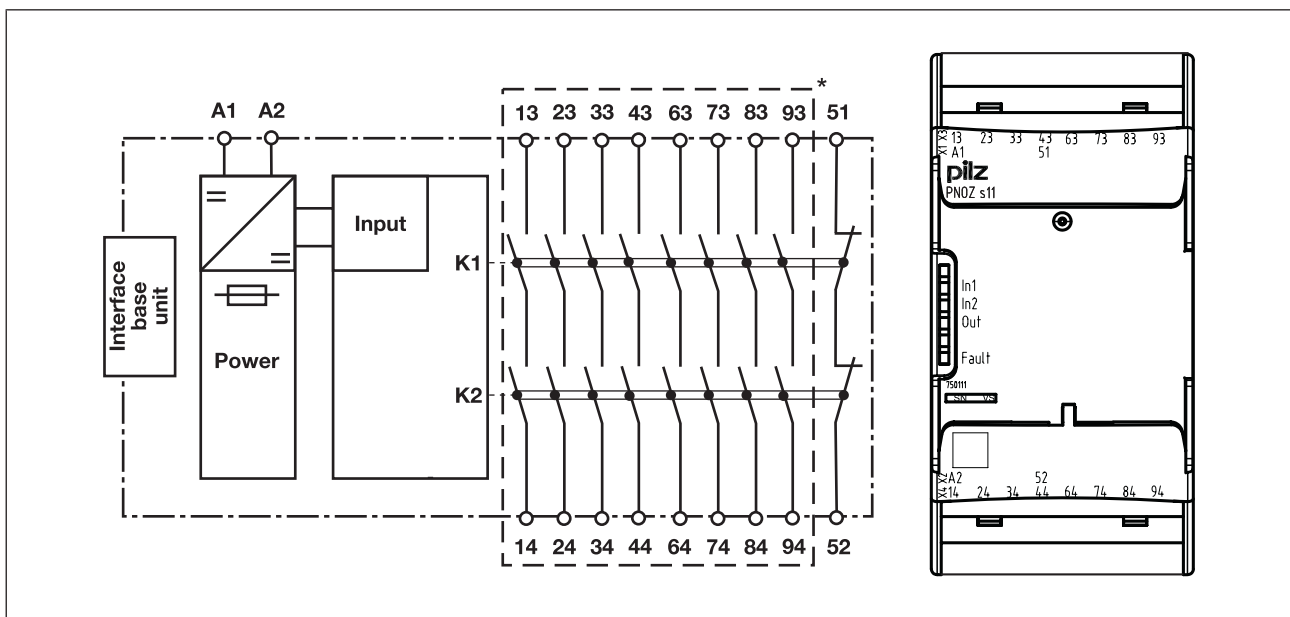 *
A1 A2 13 23 33 43 63 73 83 93 51
Input
K1
Interface
base
unit
Power
K2
14 24 34 44 64 74 84 94 52
X3 13 23 33 43 63 73 83 93
X1 A1 51
pilz
PNOZ s11
In1
In2
Out
Fault
750111
SN VS
X2 A2 52
X4 14 24 34 44 64 74 84 94